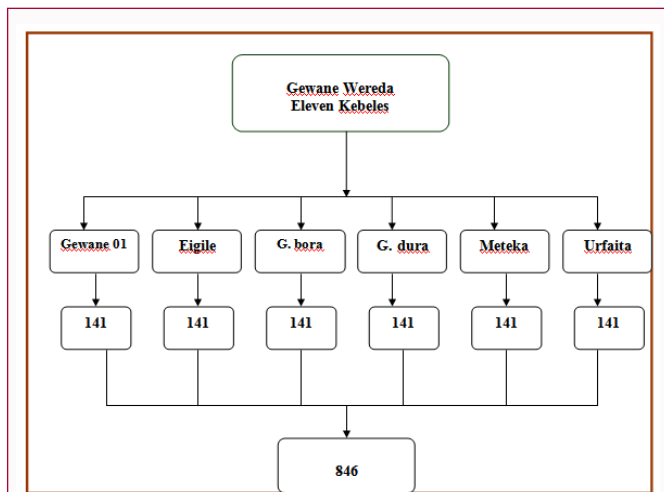 Gewane Wereda
Eleven Kebeles
Gewane 01
Eigile
G. bora
G. dura
Meteka
Urfaita
141
141
141
141
141
141
846